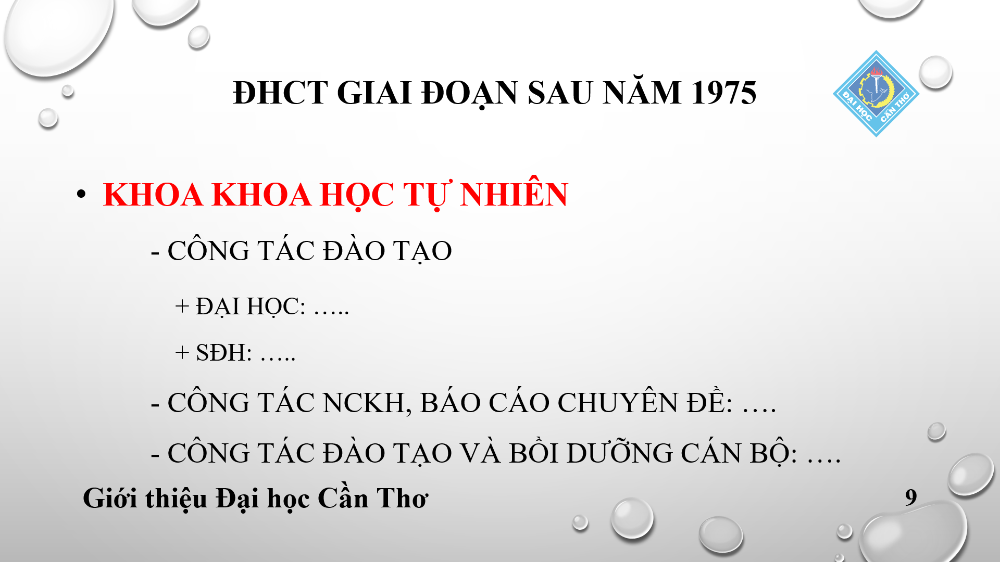 ĐHCT GIAI ĐOẠN SAU NĂM 1975
ĐẠI HỌC CẦN THƠ
• KHOA KHOA HỌC TỰ NHIÊN
- CÔNG TÁC ĐÀO TẠO
+ ĐẠI HỌC: …..
+ SĐH: …..
- CÔNG TÁC NCKH, BÁO CÁO CHUYÊN ĐỀ: ….
- CÔNG TÁC ĐÀO TẠO VÀ BỒI DƯỠNG CÁN BỘ: ….
Giới thiệu Đại học Cần Thơ 9